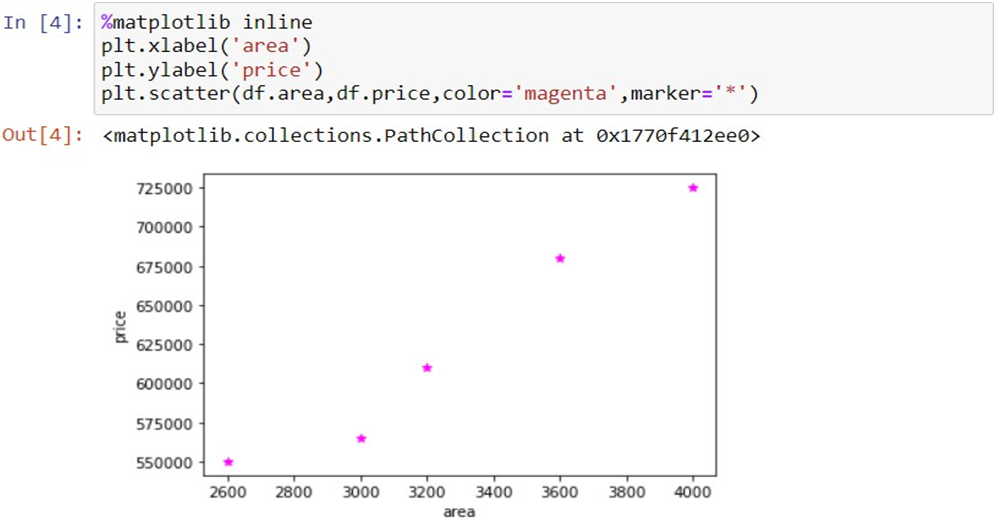 In [4]: %matplotlib inline
plt.xlabel('area')
plt.ylabel('price')
plt.scatter(df.area,df.price,color='magenta',marker='*')
Out[4]: <matplotlib.collections.PathCollection at 0x1770f412ee0>
725000
700000
675000
650000
625000
600000
575000
550000
price
2600 2800 3000 3200 3400 3600 3800 4000
area